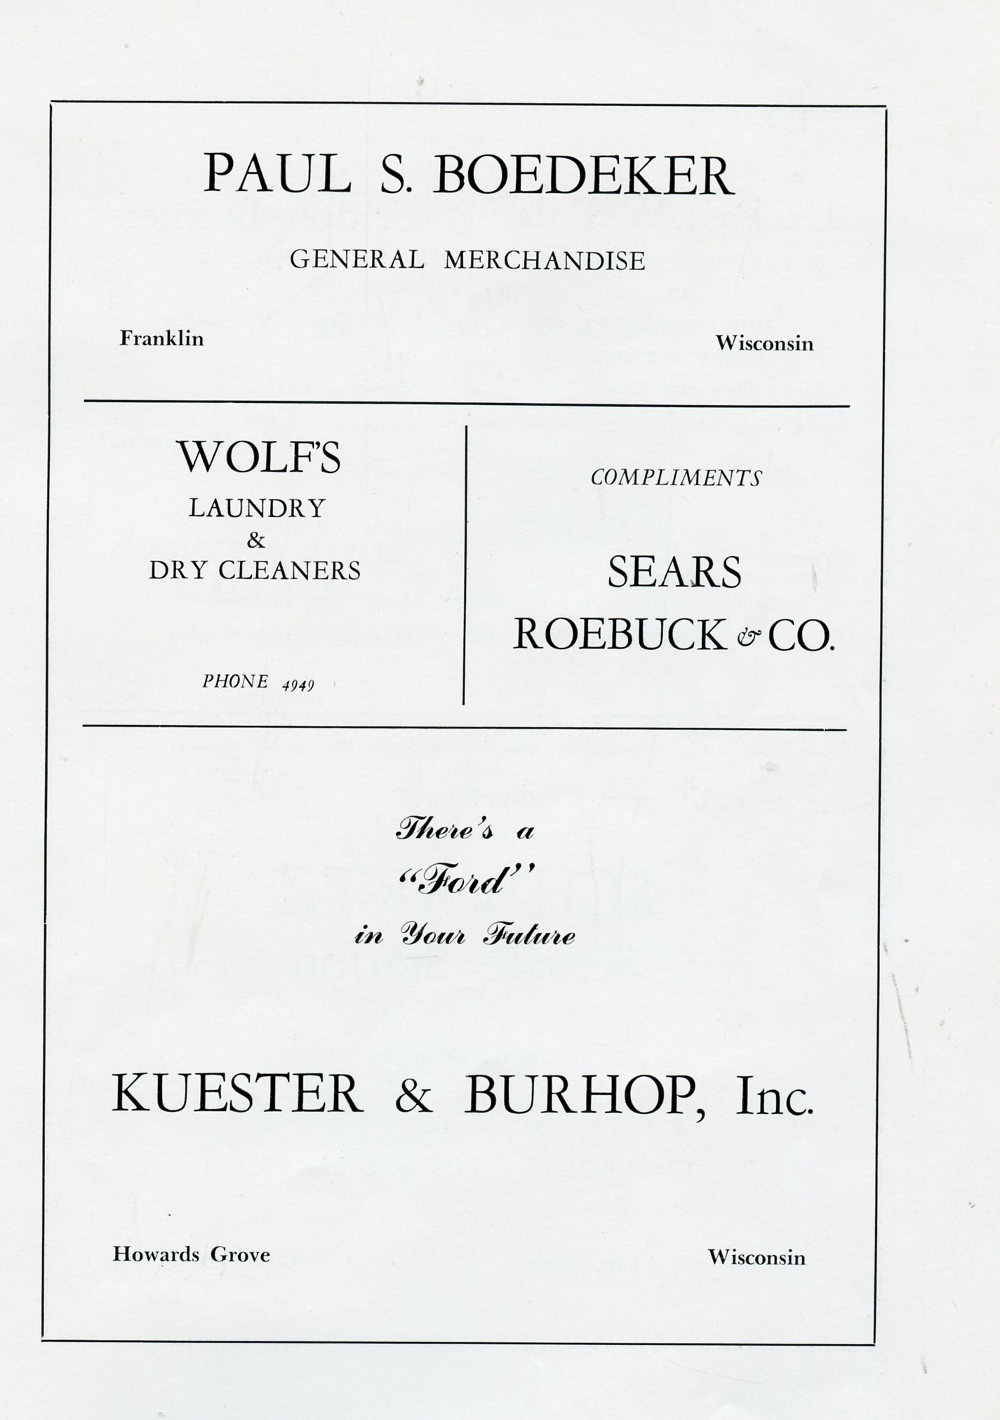 PAUL S. BOEDEKER
GENERAL MERCHANDISE
Franklin Wisconsin
WOLF'S
LAUNDRY
&
DRY CLEANERS
PHONE 4949
COMPLIMENTS
SEARS
ROEBUCK & CO.
There's a
"Ford"
in Your Future
KUESTER & BURHOP, Inc.
Howards Grove Wisconsin